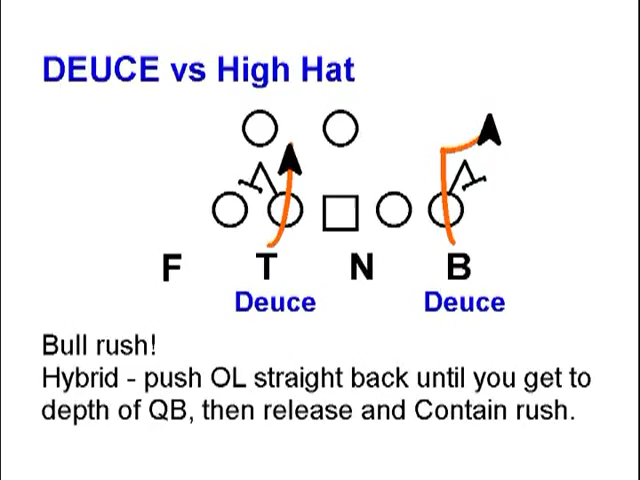 DEUCE vs High Hat
F T N B
Deuce Deuce
Bull rush!
Hybrid - push OL straight back until you get to
depth of QB, then release and Contain rush.